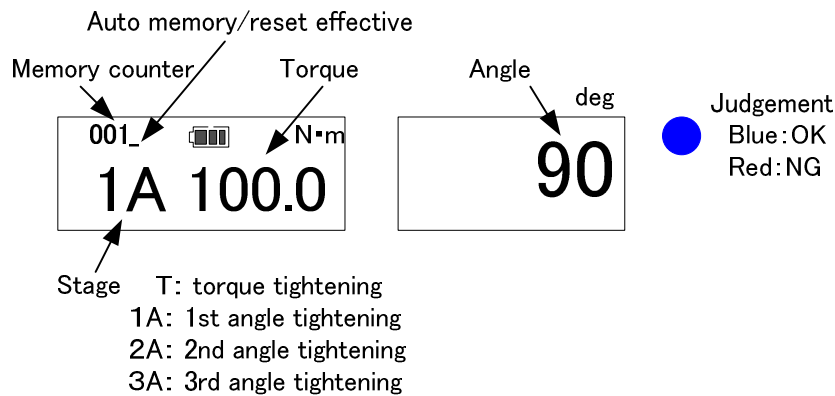 Auto memory/reset effective
Memory counter
Torque
Angle
deg
Judgement
Blue:OK
Red:NG
001_
N･m
1A 100.0
90
Stage
T: torque tightening
1A: 1st angle tightening
2A: 2nd angle tightening
3A: 3rd angle tightening